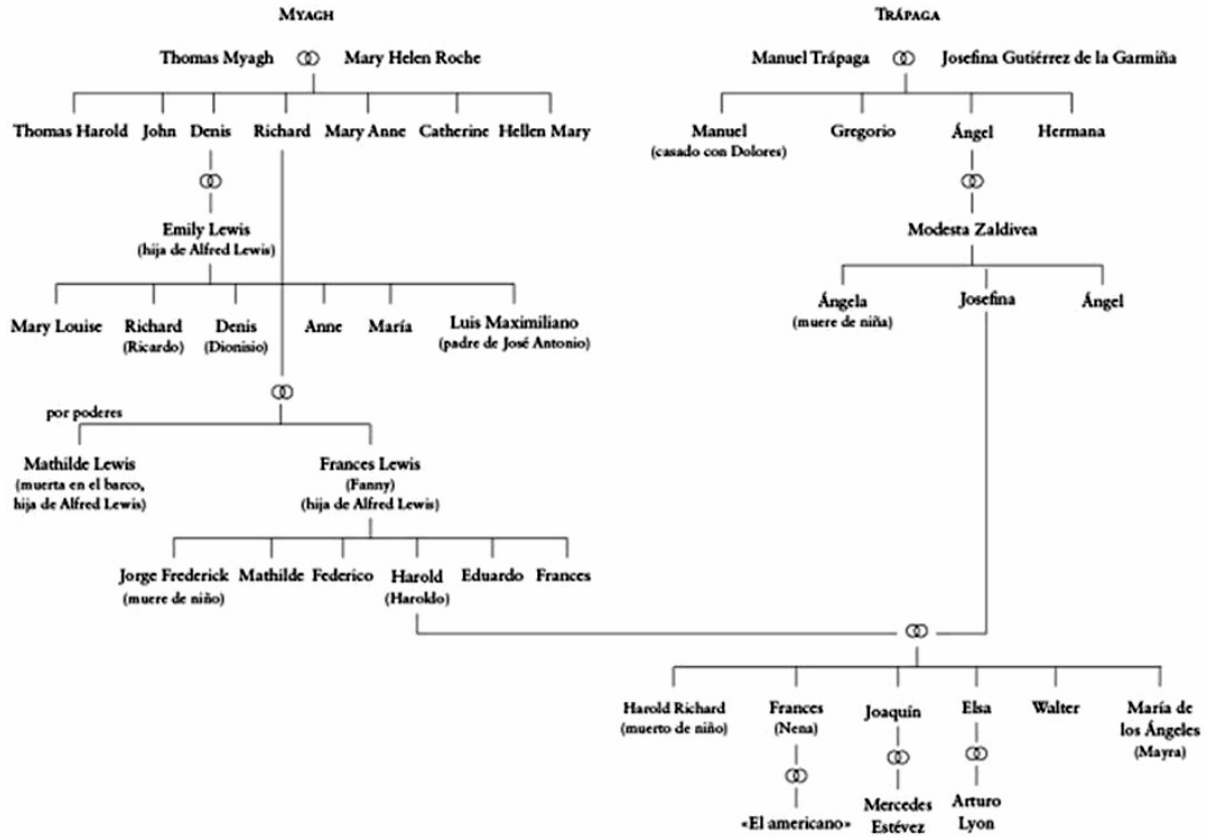 MYAGH
TRÁPAGA
Thomas Myagh
Mary Helen Roche
Manuel Trápaga
Josefina Gutiérrez de la Garmiña
Thomas Harold
John
Denis
Richard
Mary Anne
Catherine
Hellen Mary
Manuel
(casado con Dolores)
Gregorio
Ángel
Hermana
Emily Lewis
(hija de Alfred Lewis)
Modesta Zaldivea
Mary Louise
Richard
(Ricardo)
Denis
(Dionisio)
Anne
María
Luis Maximiliano
(padre de José Antonio)
Ángela
(muere de niña)
Josefina
Ángel
por poderes
Mathilde Lewis
(muerta en el barco,
hija de Alfred Lewis)
Frances Lewis
(Fanny)
(hija de Alfred Lewis)
Jorge Frederick
(muere de niño)
Mathilde
Federico
Harold
(Haroldo)
Eduardo
Frances
Harold Richard
(muerto de niño)
Frances
(Nena)
«El americano»
Joaquín
Mercedes
Estévez
Elsa
Arturo
Lyon
Walter
María de
los Ángeles
(Mayra)